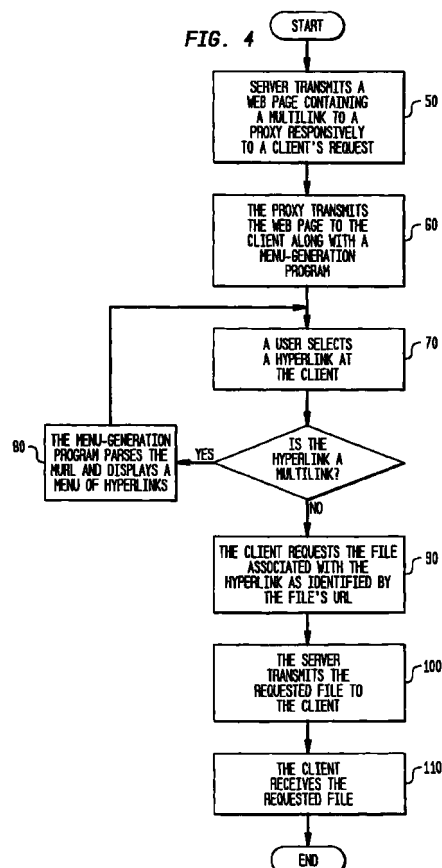 FIG. 4
START
SERVER TRANSMITS A
WEB PAGE CONTAINING
A MULTILINK TO A
PROXY RESPONSIVELY
TO A CLIENT'S REQUEST
50
THE PROXY TRANSMITS
THE WEB PAGE TO THE
CLIENT ALONG WITH A
MENU-GENERATION
PROGRAM
60
A USER SELECTS
A HYPERLINK AT
THE CLIENT
70
IS THE
HYPERLINK A
MULTILINK?
YES
80
THE MENU-GENERATION
PROGRAM PARSES THE
MURL AND DISPLAYS A
MENU OF HYPERLINKS
NO
THE CLIENT REQUESTS THE FILE
ASSOCIATED WITH THE
HYPERLINK AS IDENTIFIED BY
THE FILE'S URL
90
THE SERVER
TRANSMITS THE
REQUESTED FILE TO
THE CLIENT
100
THE CLIENT
RECEIVES THE
REQUESTED FILE
110
END